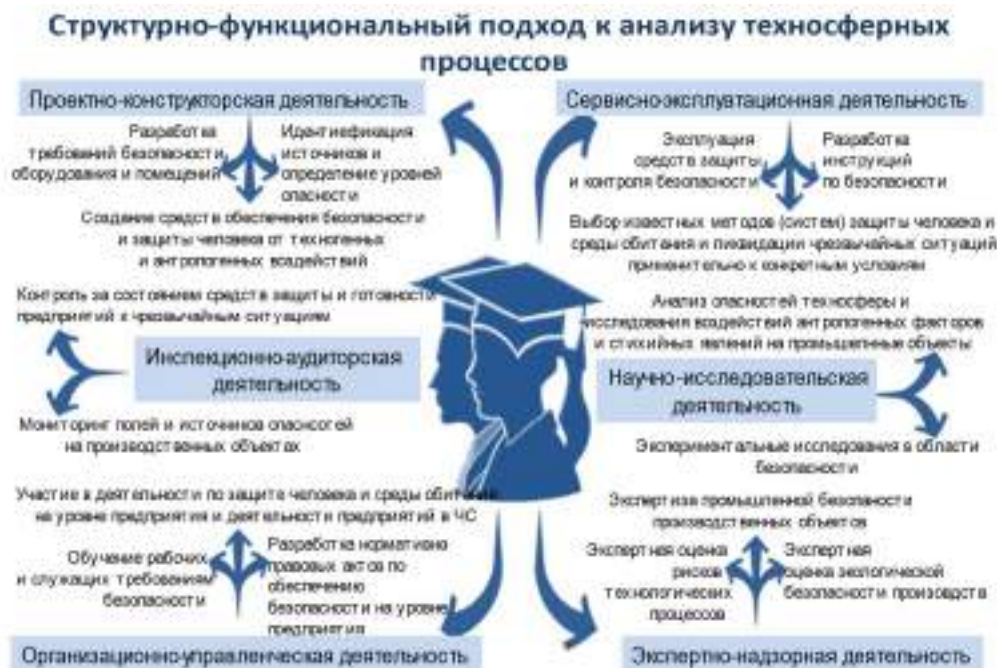 Структурно-функциональный подход к анализу техносферных
процессов
Проектно-конструкторская деятельность
Разработка
требований безопасности
оборудования и помещений
Идентиефикация
источников и
определение уровней
опасности
Создание средств обеспечения безопасности
и защиты человека от техногенных
и антропогенных воздействий
Сервисно-эксплуатационная деятельность
Эксплуация
средств защиты
и контроля безопасности
Разработка
инструкций
по безопасности
Выбор известных методов (систем) защиты человека и
среды обитания и ликвидации чрезвычайных ситуаций
применительно к конкретным условиям
Контроль за состоянием средств защиты и готовности
предприятий к чрезвычайным ситуациям
Инспекционно-аудиторская
деятельность
Мониторинг полей и источников опасностей
на производственных объектах
Анализ опасностей техносферы и
исследования воздействий антропогенных факторов
и стихийных явлений на промышленные объекты
Научно-исследовательская
деятельность
Экспериментальные исследования в области
безопасности
Участие в деятельности по защите человека и среды обитания
на уровне предприятия и деятельности предприятий в ЧС
Обучение рабочих
и служащих требованиям
безопасности
Разработка нормативно
правовых актов по
обеспечению
безопасности на уровне
предприятия
Организационно-управленческая деятельность
Экспертиза промышленной безопасности
производственных объектов
Экспертная оценка
рисков
технологических
процессов
Экспертная
оценка экологической
безопасности производств
Экспертно-надзорная деятельность